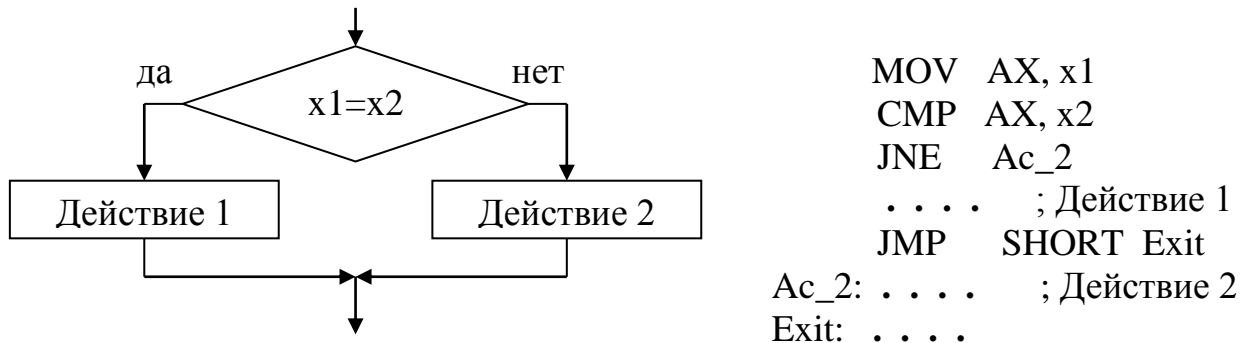 да
нет
x1=x2
Действие 1
Действие 2
MOV AX, x1
CMP AX, x2
JNE Ac_2
. . . . ; Действие 1
JMP SHORT Exit
Ac_2: . . . . ; Действие 2
Exit: . . . .